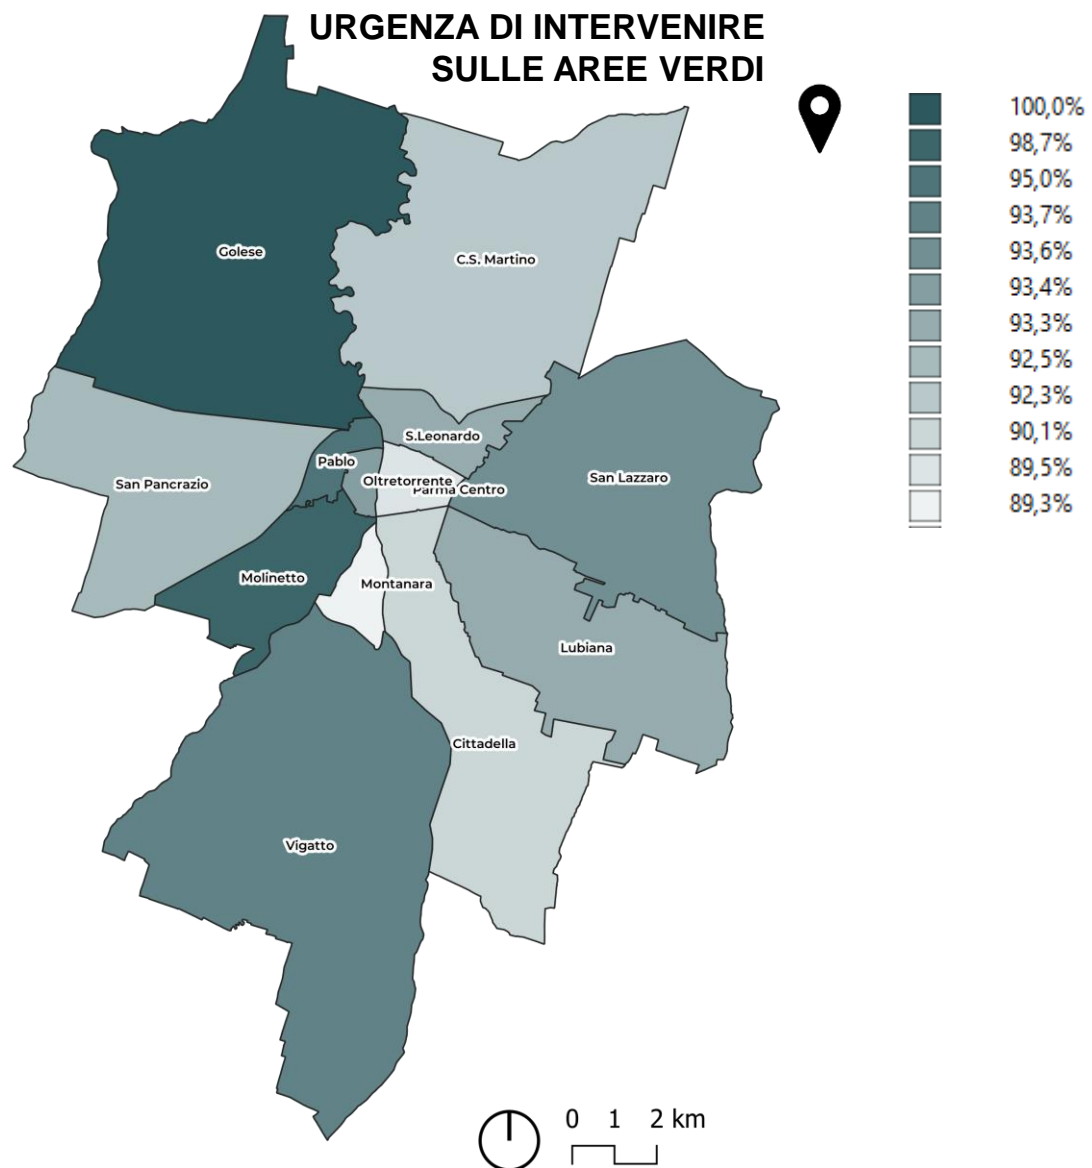 URGENZA DI INTERVENIRE
SULLE AREE VERDI
100,0%
98,7%
95,0%
93,7%
93,6%
93,4%
93,3%
92,5%
92,3%
90,1%
89,5%
89,3%
Golese
C.S. Martino
S.Leonardo
Pablo
Oltretorrente
Parma Centro
San Lazzaro
San Pancrazio
Molinetto
Montanara
Lubiana
Cittadella
Vigatto
0 1 2 km